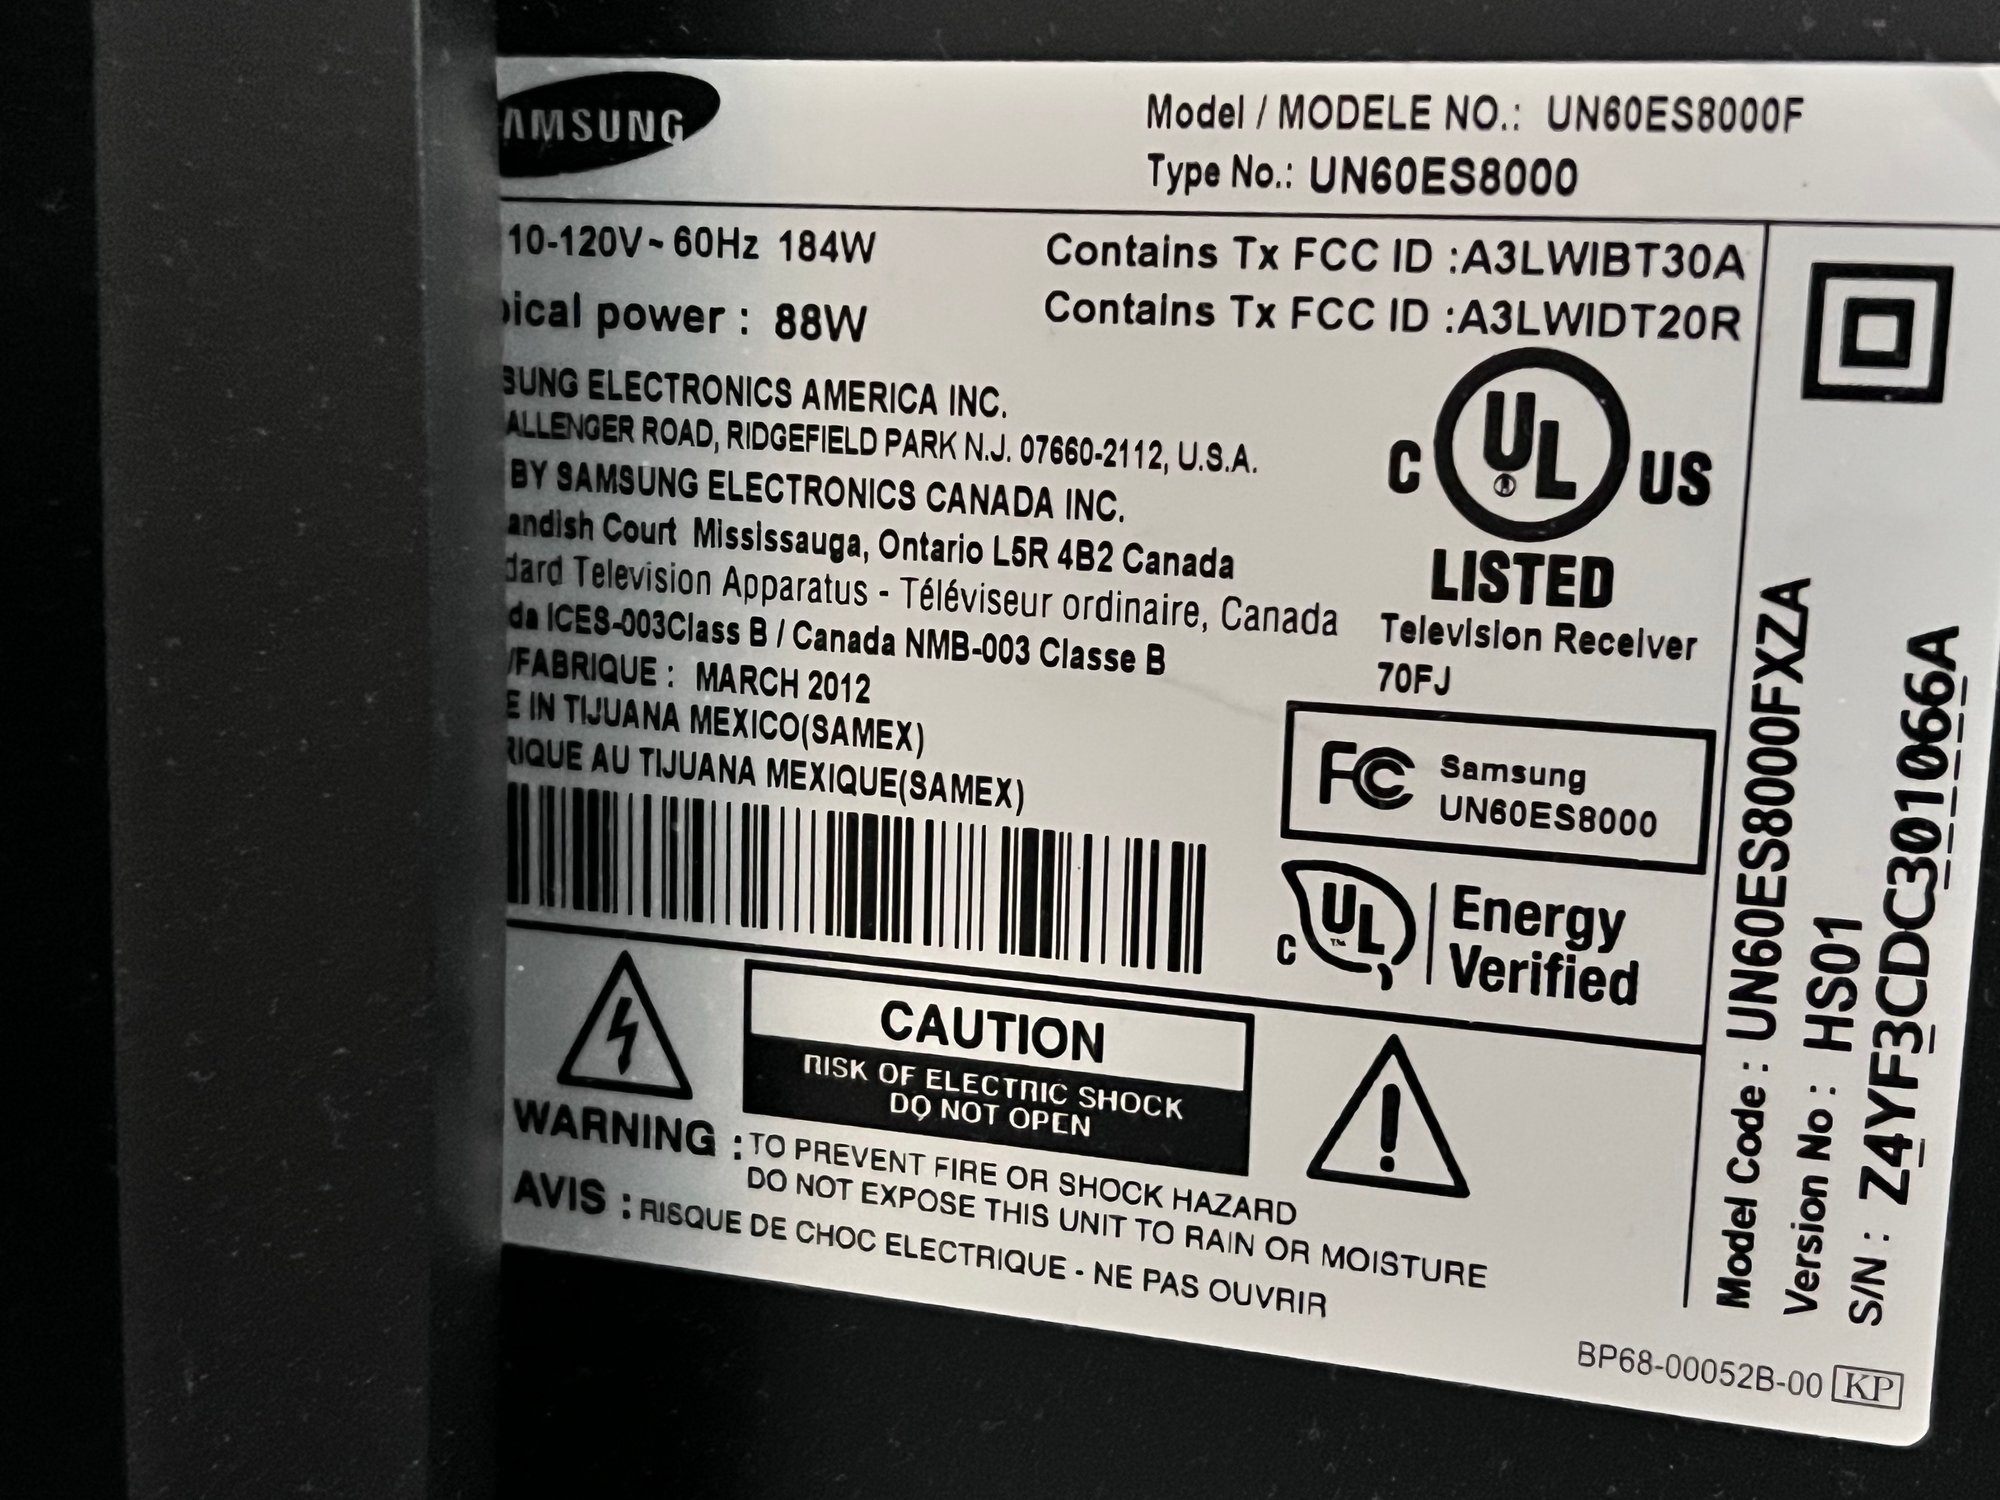 AMSUNG
Model / MODELE NO.: UN60ES8000F
Type No.: UN60ES8000
10-120V~ 60Hz 184W
ical power : 88W
Contains Tx FCC ID :A3LWIBT30A
Contains Tx FCC ID :A3LWIDT20R
SUNG ELECTRONICS AMERICA INC.
ALLENGER ROAD, RIDGEFIELD PARK N.J. 07660-2112, U.S.A.
BY SAMSUNG ELECTRONICS CANADA INC.
andish Court Mississauga, Ontario L5R 4B2 Canada
dard Television Apparatus - Téléviseur ordinaire, Canada
da ICES-003Class B / Canada NMB-003 Classe B
/FABRIQUE : MARCH 2012
E IN TIJUANA MEXICO(SAMEX)
RIQUE AU TIJUANA MEXIQUE(SAMEX)
C UL US
®
LISTED
Television Receiver
70FJ
FC Samsung
UN60ES8000
C UL TM Energy
Verified
CAUTION
RISK OF ELECTRIC SHOCK
DO NOT OPEN
WARNING : TO PREVENT FIRE OR SHOCK HAZARD
DO NOT EXPOSE THIS UNIT TO RAIN OR MOISTURE
AVIS : RISQUE DE CHOC ELECTRIQUE - NE PAS OUVRIR
Model Code : UN60ES8000FXZA
Version No : HS01
S/N : Z4YF3CDC301066A
BP68-00052B-00 KP